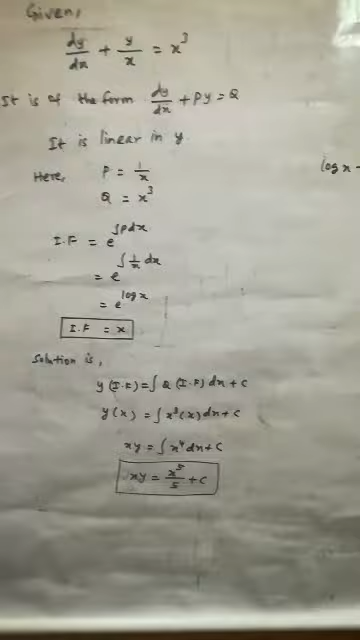 Given,
dy/dx + y/x = x³
It is of the form dy/dx + Py = Q
It is linear in y.
Here, P = 1/x
Q = x³
log x -
I.F = e^∫Pdx
= e^∫1/x dx
= e^log x
I.F = x
Solution is,
y (I.F) = ∫ Q (I.F) dx + c
y(x) = ∫ x³(x) dx + c
xy = ∫ x⁴ dx + c
xy = x⁵/5 + c